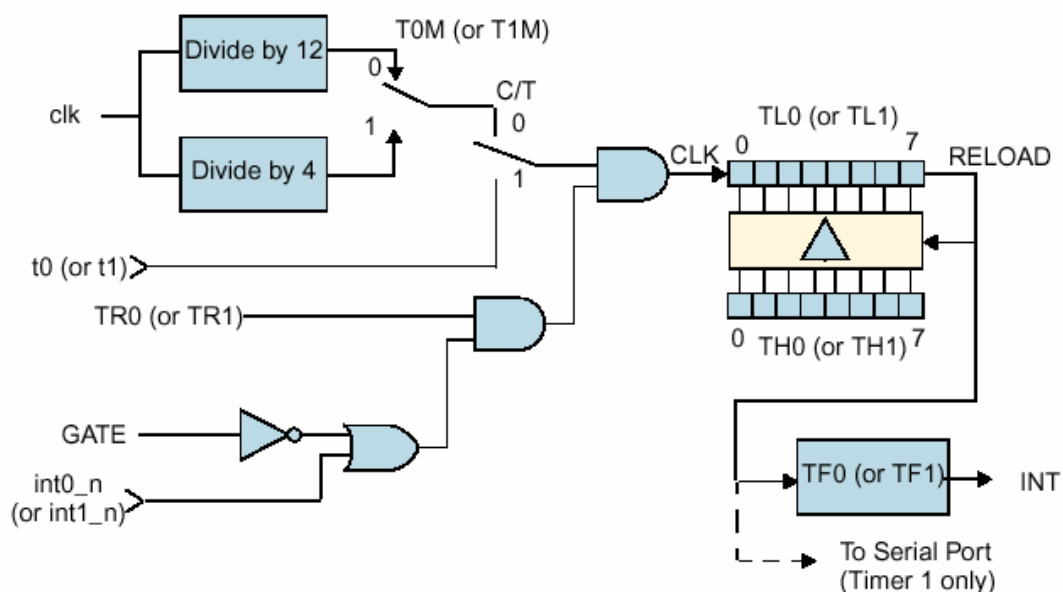 T0M (or T1M)
Divide by 12
0
C/T
clk
1
0
TL0 (or TL1)
0
7
Divide by 4
1
CLK
RELOAD
t0 (or t1)
TR0 (or TR1)
0
7
TH0 (or TH1)
GATE
int0_n
(or int1_n)
TF0 (or TF1)
INT
To Serial Port
(Timer 1 only)